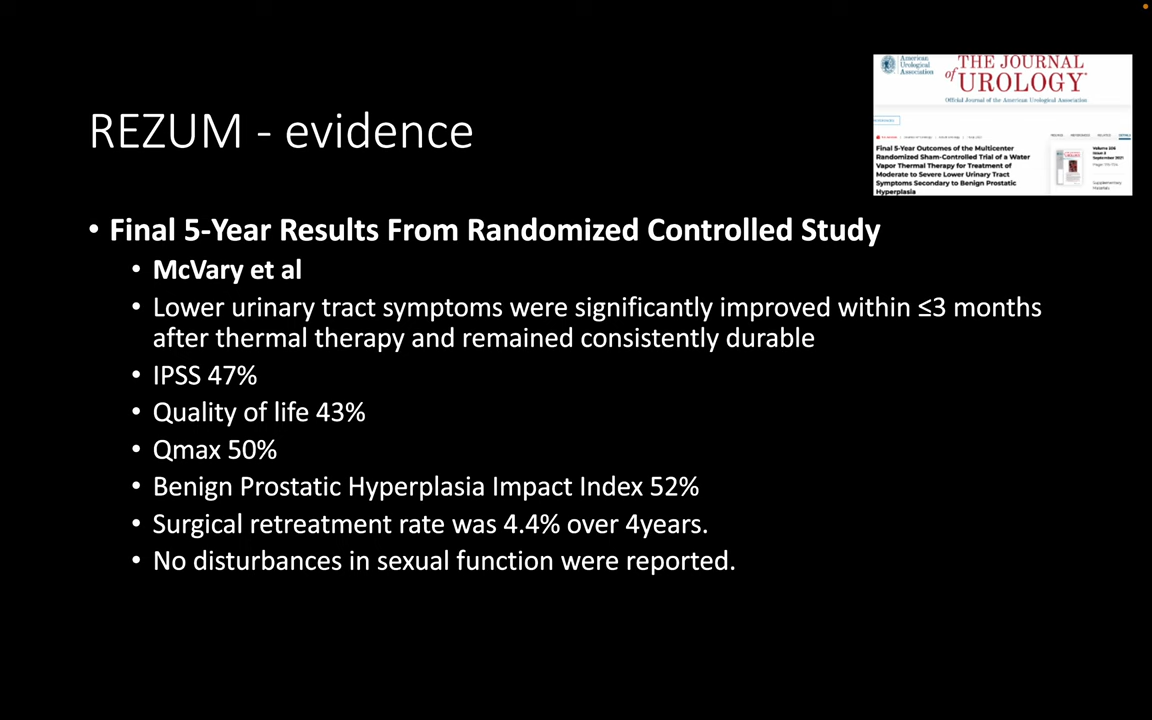 American
Urological
Association
THE JOURNAL
of UROLOGY
Official Journal of the American Urological Association
REZUM - evidence
Final 5-Year Outcomes of the Multicenter
Randomized Sham-Controlled Trial of a Water
Vapor Thermal Therapy for Treatment of
Moderate to Severe Lower Urinary Tract
Symptoms Secondary to Benign Prostatic
Hyperplasia
Volume 206
Issue 3
September 2021
Supplementary
Materials
• Final 5-Year Results From Randomized Controlled Study
• McVary et al
• Lower urinary tract symptoms were significantly improved within ≤3 months
after thermal therapy and remained consistently durable
• IPSS 47%
• Quality of life 43%
• Qmax 50%
• Benign Prostatic Hyperplasia Impact Index 52%
• Surgical retreatment rate was 4.4% over 4years.
• No disturbances in sexual function were reported.